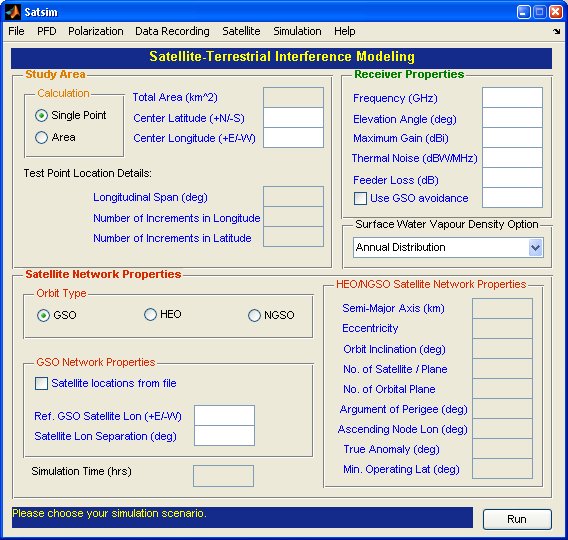 Satsim
File PFD Polarization Data Recording Satellite Simulation Help
Satellite-Terrestrial Interference Modeling
Study Area
Calculation
Single Point
Area
Total Area (km^2)
Center Latitude (+N/-S)
Center Longitude (+E/-W)
Test Point Location Details:
Longitudinal Span (deg)
Number of Increments in Longitude
Number of Increments in Latitude
Receiver Properties
Frequency (GHz)
Elevation Angle (deg)
Maximum Gain (dBi)
Thermal Noise (dBW/MHz)
Feeder Loss (dB)
Use GSO avoidance
Surface Water Vapour Density Option
Annual Distribution
Satellite Network Properties
Orbit Type
GSO
HEO
NGSO
GSO Network Properties
Satellite locations from file
Ref. GSO Satellite Lon (+E/-W)
Satellite Lon Separation (deg)
Simulation Time (hrs)
HEO/NGSO Satellite Network Properties
Semi-Major Axis (km)
Eccentricity
Orbit Inclination (deg)
No. of Satellite / Plane
No. of Orbital Plane
Argument of Perigee (deg)
Ascending Node Lon (deg)
True Anomaly (deg)
Min. Operating Lat (deg)
Please choose your simulation scenario.
Run